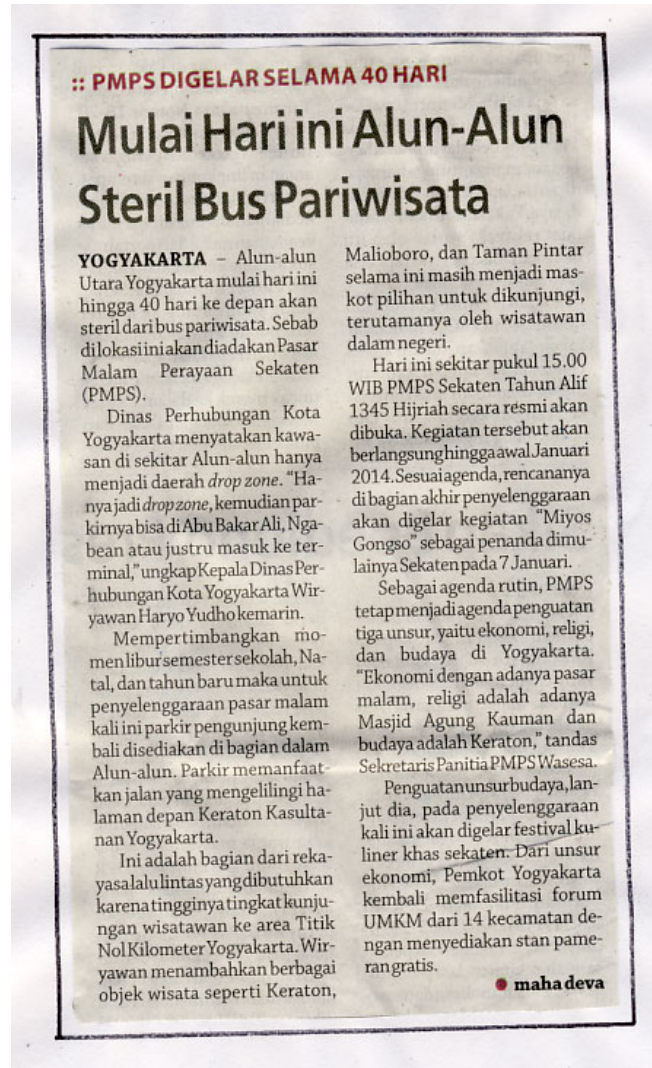 :: PMPS DIGELAR SELAMA 40 HARI
Mulai Hari ini Alun-Alun
Steril Bus Pariwisata
YOGYAKARTA – Alun-alun
Utara Yogyakarta mulai hari ini
hingga 40 hari ke depan akan
steril dari bus pariwisata. Sebab
di lokasi ini akan diadakan Pasar
Malam Perayaan Sekaten
(PMPS).
Dinas Perhubungan Kota
Yogyakarta menyatakan kawa-
san di sekitar Alun-alun hanya
menjadi daerah drop zone. “Ha-
nya jadi drop zone, kemudian par-
kirnya bisa di Abu Bakar Ali, Nga-
bean atau justru masuk ke ter-
minal,” ungkap Kepala Dinas Per-
hubungan Kota Yogyakarta Wir-
yawan Haryo Yudho kemarin.
Mempertimbangkan mo-
men libur semester sekolah, Na-
tal, dan tahun baru maka untuk
penyelenggaraan pasar malam
kali ini parkir pengunjung kem-
bali disediakan di bagian dalam
Alun-alun. Parkir memanfaat-
kan jalan yang mengelilingi ha-
laman depan Keraton Kasulta-
nan Yogyakarta.
Ini adalah bagian dari reka-
yasa lalu lintas yang dibutuhkan
karena tingginya tingkat kunju-
ngan wisatawan ke area Titik
Nol Kilometer Yogyakarta. Wir-
yawan menambahkan berbagai
objek wisata seperti Keraton,
Malioboro, dan Taman Pintar
selama ini masih menjadi mas-
kot pilihan untuk dikunjungi,
terutamanya oleh wisatawan
dalam negeri.
Hari ini sekitar pukul 15.00
WIB PMPS Sekaten Tahun Alif
1345 Hijriah secara resmi akan
dibuka. Kegiatan tersebut akan
berlangsung hingga awal Januari
2014. Sesuai agenda, rencananya
di bagian akhir penyelenggaraan
akan digelar kegiatan “Miyos
Gongso” sebagai penanda dimu-
lainya Sekaten pada 7 Januari.
Sebagai agenda rutin, PMPS
tetap menjadi agenda penguatan
tiga unsur, yaitu ekonomi, religi,
dan budaya di Yogyakarta.
“Ekonomi dengan adanya pasar
malam, religi adalah adanya
Masjid Agung Kauman dan
budaya adalah Keraton,” tandas
Sekretaris Panitia PMPS Wasesa.
Penguatan unsur budaya, lan-
jut dia, pada penyelenggaraan
kali ini akan digelar festival ku-
liner khas sekaten. Dari unsur
ekonomi, Pemkot Yogyakarta
kembali memfasilitasi forum
UMKM dari 14 kecamatan de-
ngan menyediakan stan pame-
ran gratis.
● maha deva